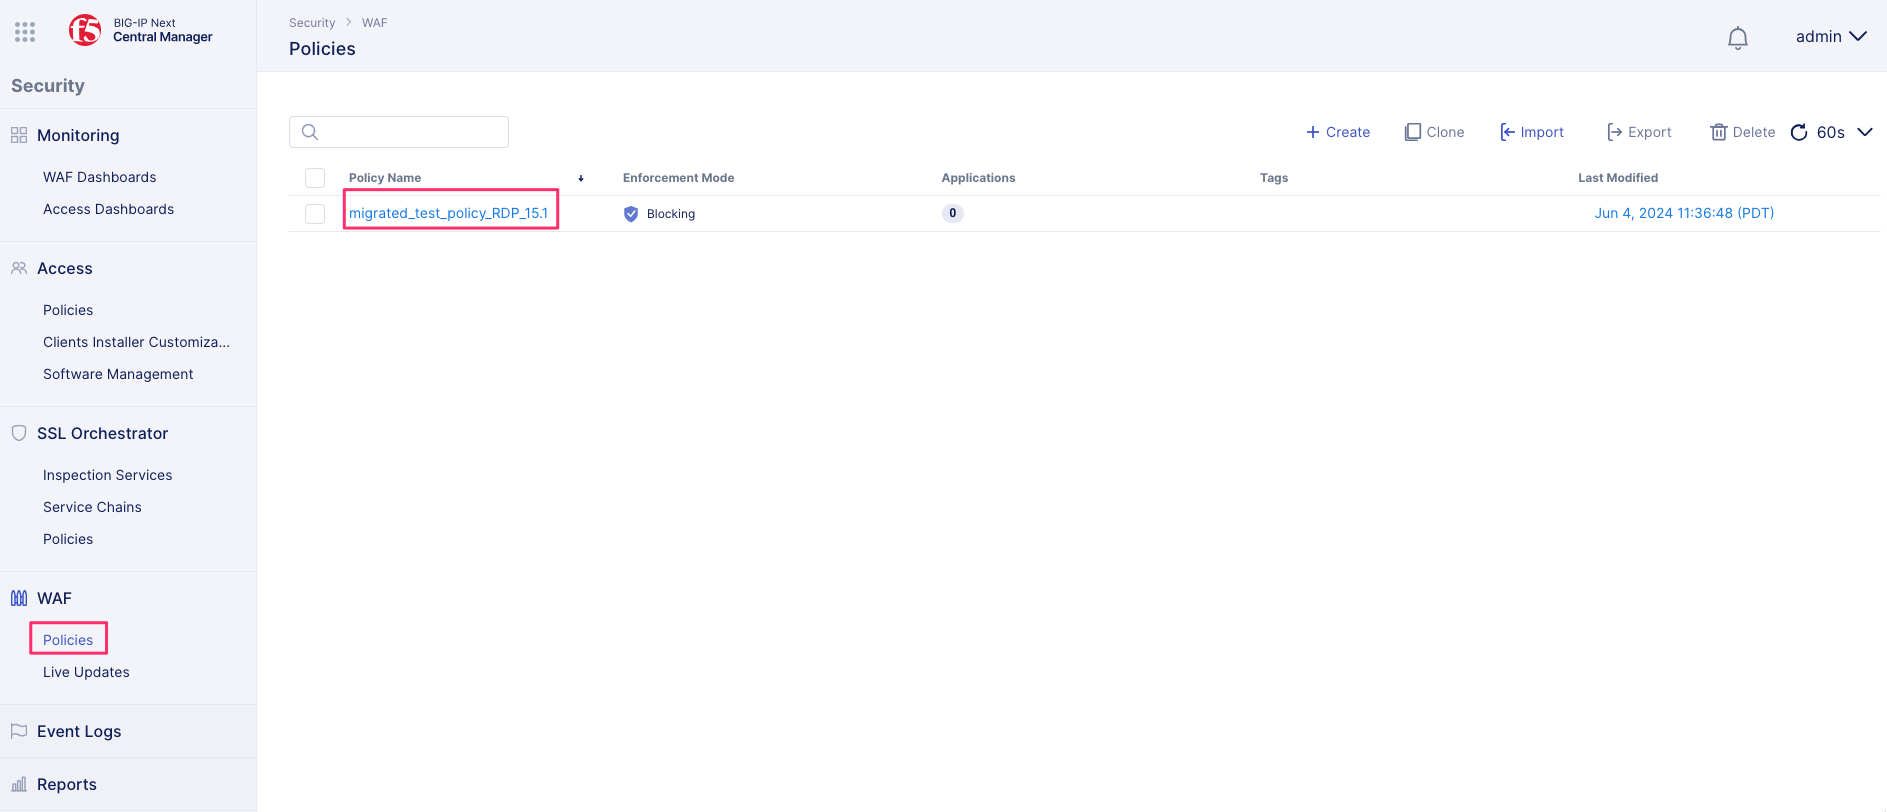 f5
BIG-IP Next
Central Manager
Security
Monitoring
WAF Dashboards
Access Dashboards
Access
Policies
Clients Installer Customiza...
Software Management
SSL Orchestrator
Inspection Services
Service Chains
Policies
WAF
Policies
Live Updates
Event Logs
Reports
Security > WAF
Policies
admin
Create Clone Import Export Delete 60s
Policy Name Enforcement Mode Applications Tags Last Modified
migrated_test_policy_RDP_15.1 Blocking 0 Jun 4, 2024 11:36:48 (PDT)